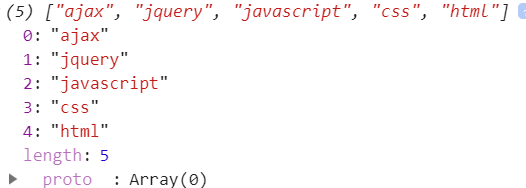 (5) ["ajax", "jquery", "javascript", "css", "html"]
0: "ajax"
1: "jquery"
2: "javascript"
3: "css"
4: "html"
length: 5
proto : Array(0)